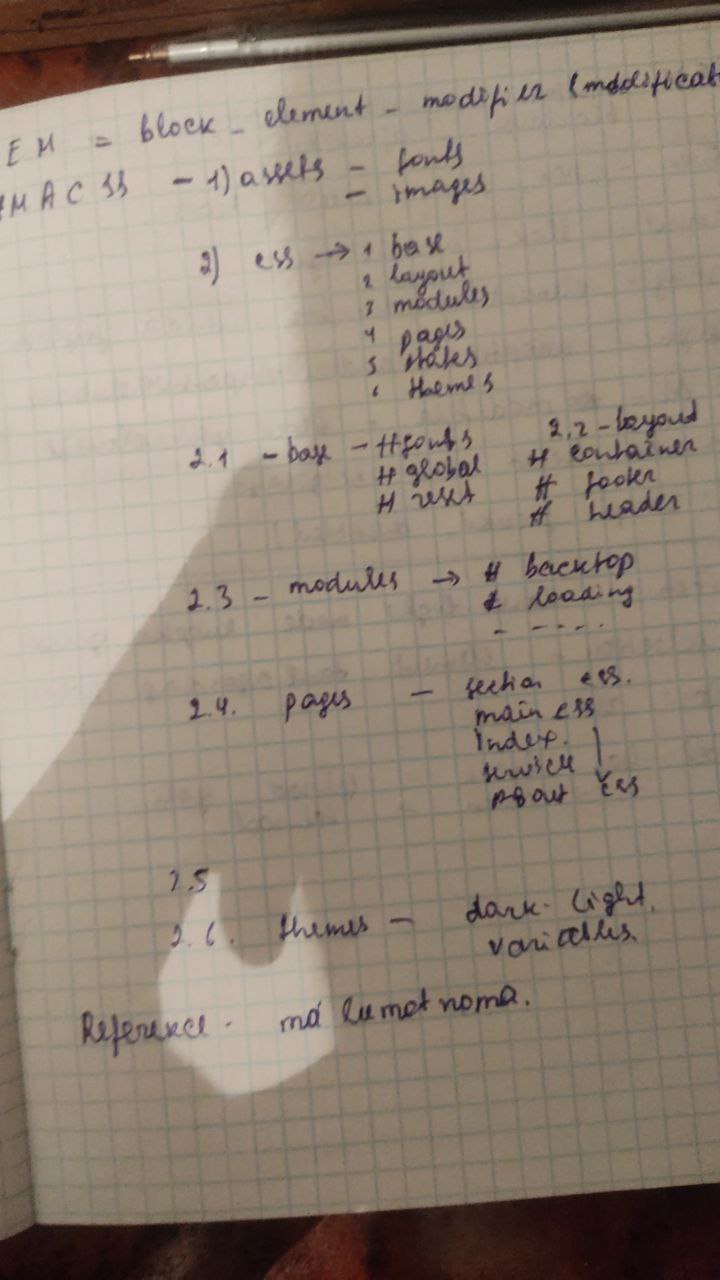 EM = block - element - modifier (modificat
MACSS - 1) assets - fonts
- images
2) css → 1 base
2 layout
3 modules
4 pages
5 states
6 themes
2.1 - base - # fonts
# global
# reset
2.2 - layout
# container
# footer
# header
2.3 - modules → # backtop
# loading
- - - - .
2.4. pages - section css.
main css
index.
service
about css
2.5
2.6. themes - dark - light.
variables.
Reference - ma'lumotnoma.